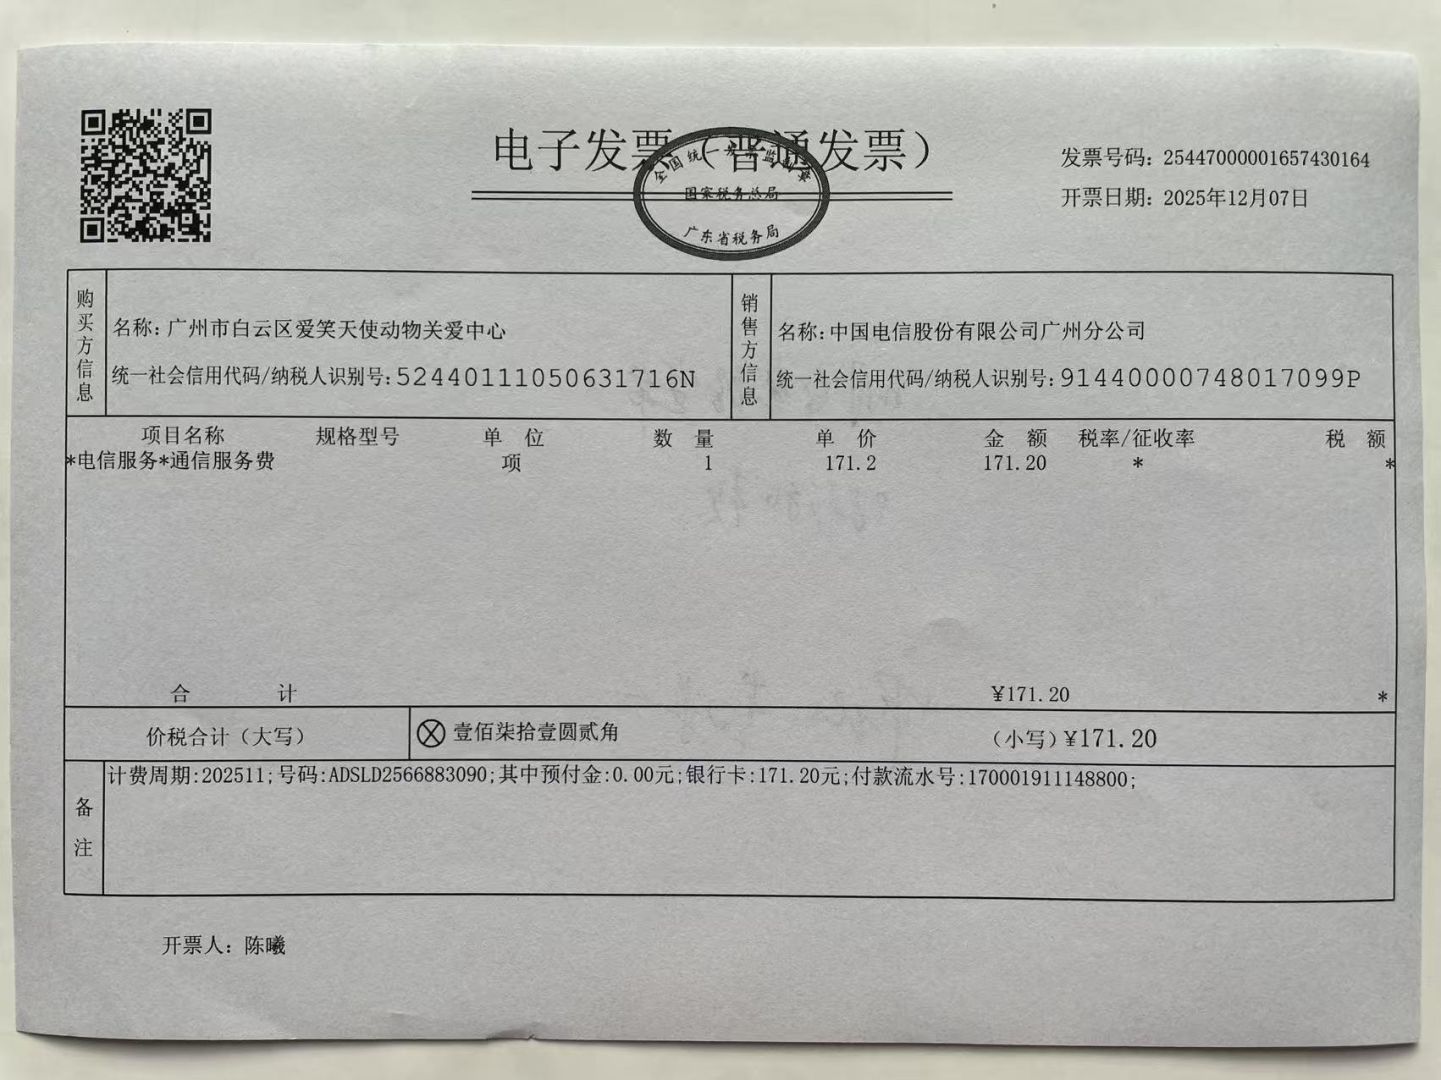 电子发票（普通发票）
全国统一发票监制章
国家税务总局
广东省税务局
发票号码：25447000001657430164
开票日期：2025年12月07日
购买方信息
名称：广州市白云区爱笑天使动物关爱中心
统一社会信用代码/纳税人识别号：52440111050631716N
销售方信息
名称：中国电信股份有限公司广州分公司
统一社会信用代码/纳税人识别号：91440000748017099P
项目名称 规格型号 单 位 数 量 单 价 金 额 税率/征收率 税 额
*电信服务*通信服务费 项 1 171.2 171.20 * *
合 计 ¥171.20 *
价税合计（大写） ⊗壹佰柒拾壹圆贰角 （小写）¥171.20
备注
计费周期:202511;号码:ADSLD2566883090;其中预付金:0.00元;银行卡:171.20元;付款流水号:170001911148800;
开票人：陈曦